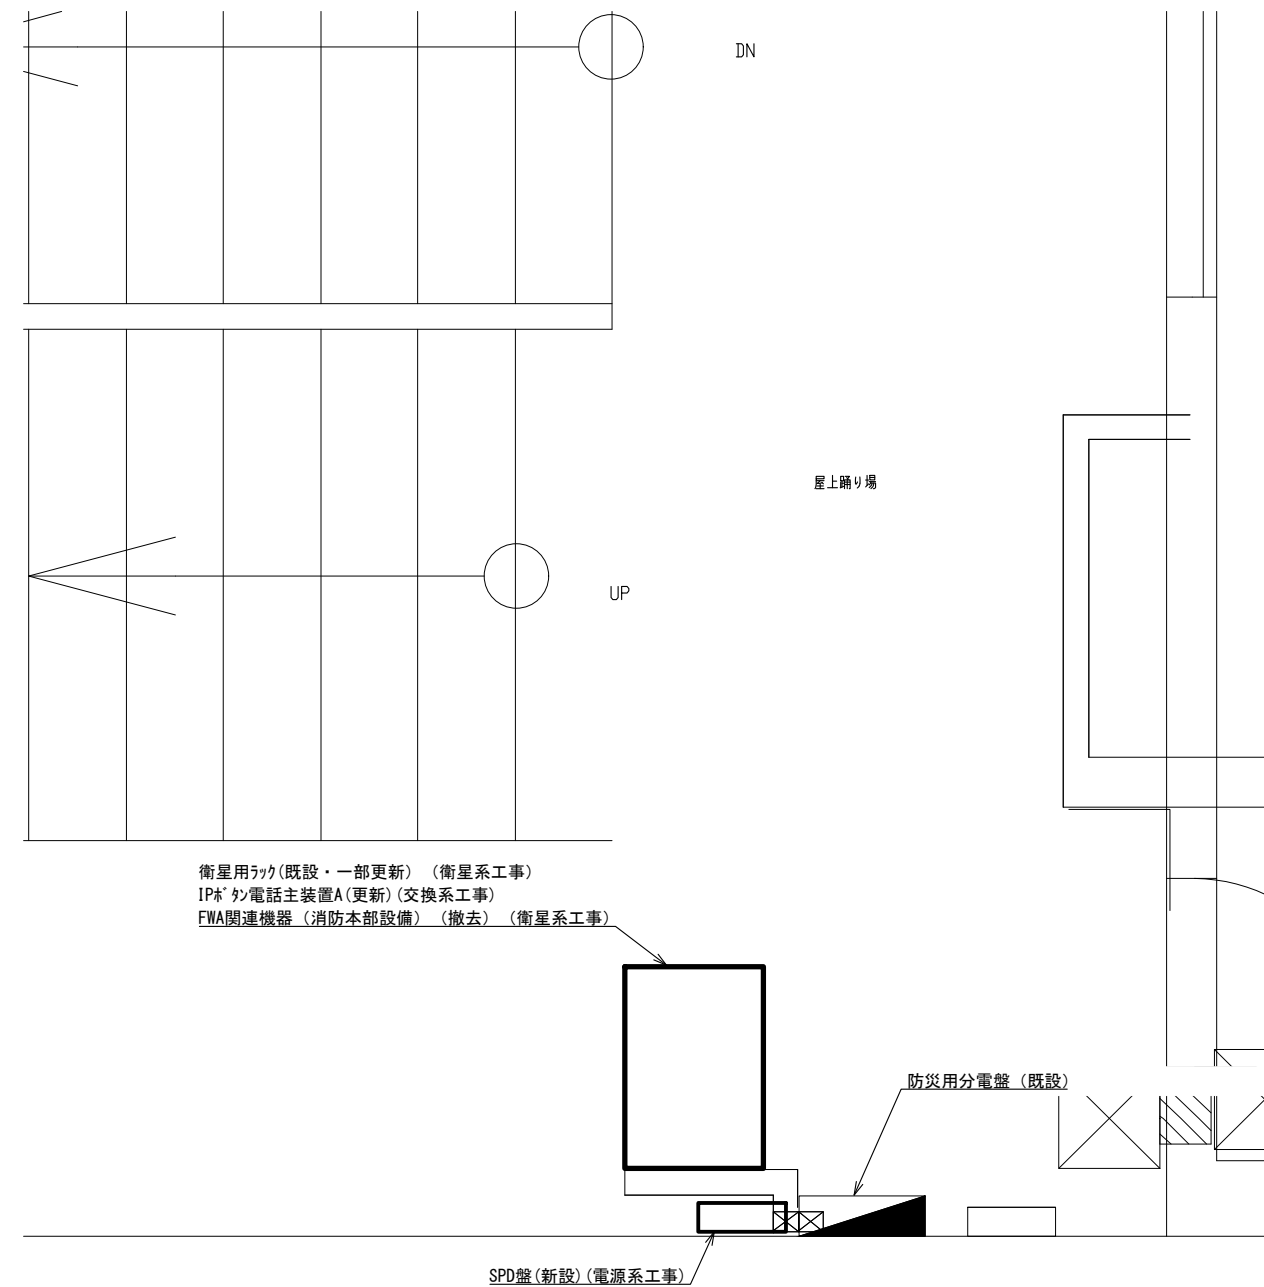 DN
屋上踊り場
UP
衛星用ﾗｯｸ(既設・一部更新) (衛星系工事)
IPﾎﾞﾀﾝ電話主装置A(更新)(交換系工事)
FWA関連機器 (消防本部設備) (撤去) (衛星系工事)
防災用分電盤 (既設)
SPD盤(新設)(電源系工事)